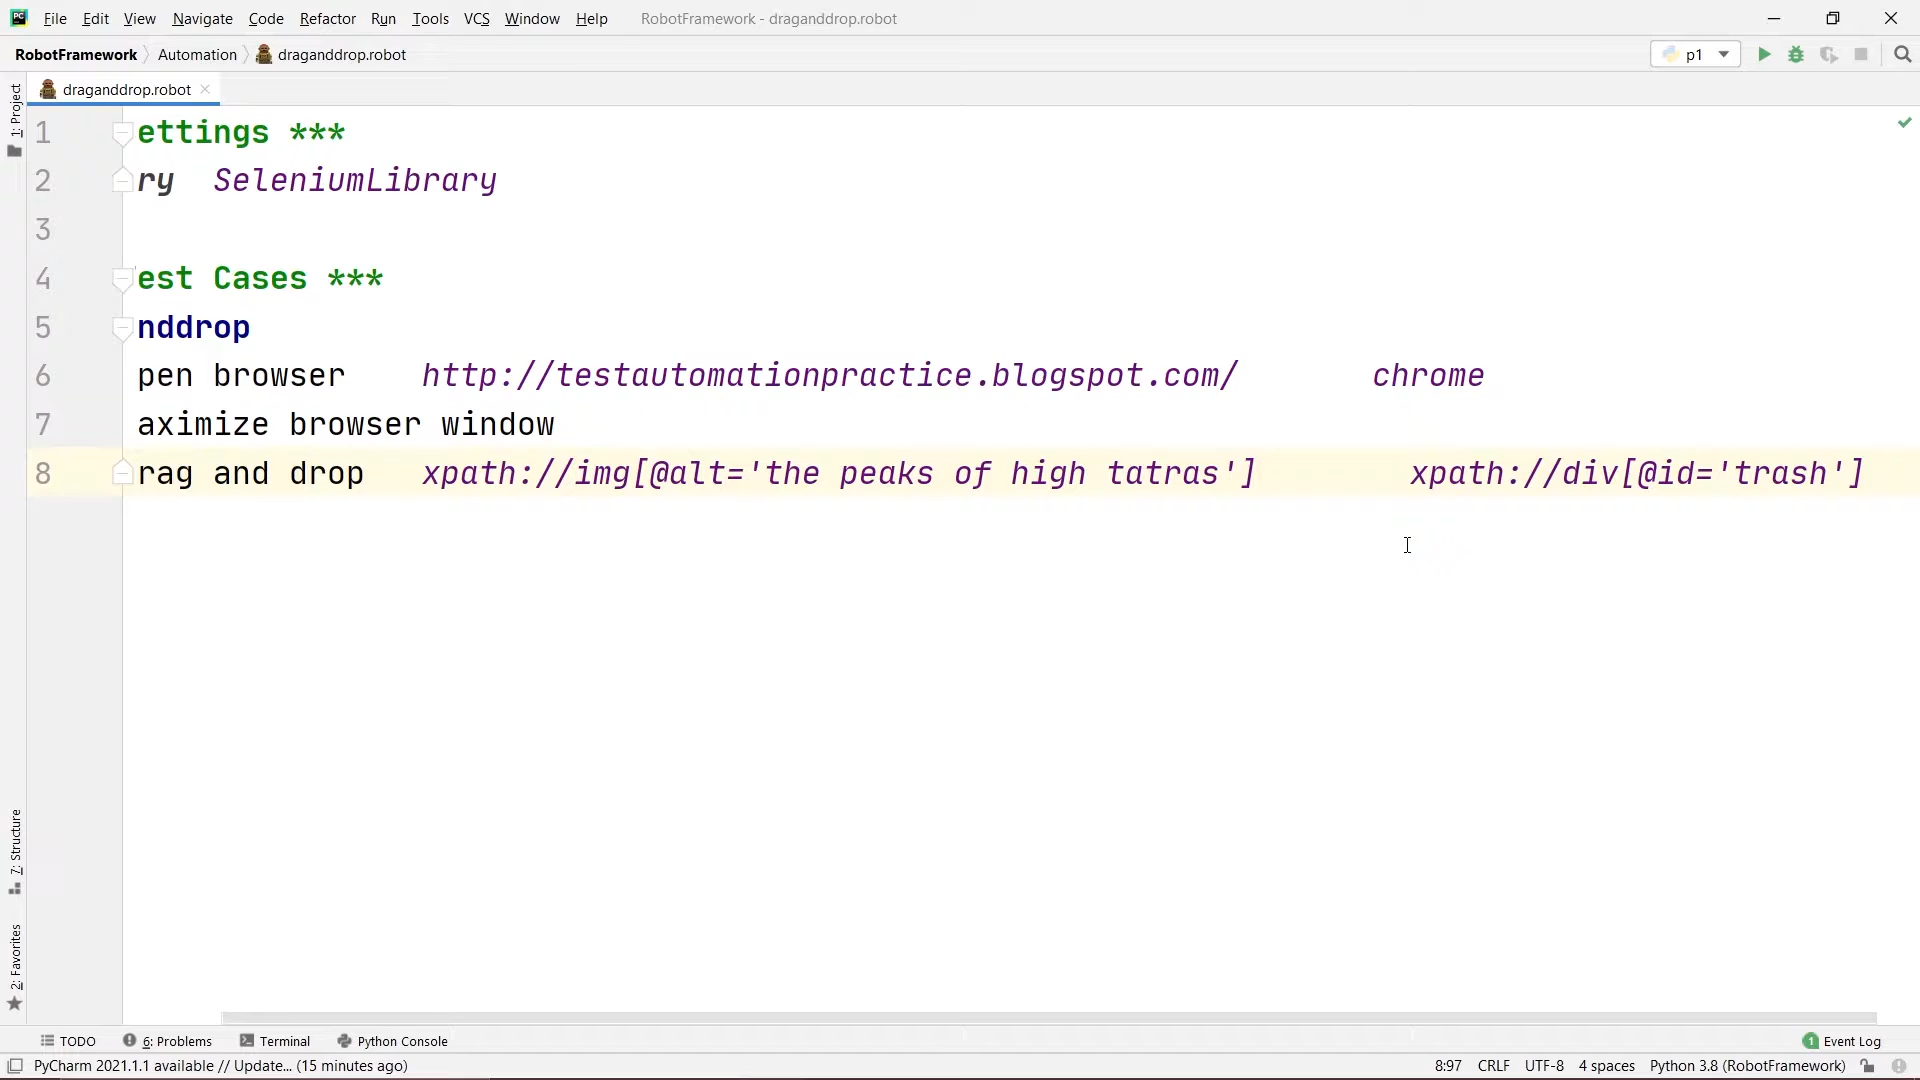 File Edit View Navigate Code Refactor Run Tools VCS Window Help RobotFramework - draganddrop.robot
RobotFramework Automation draganddrop.robot p1
draganddrop.robot
1: Project
1 ettings ***
2 ry SeleniumLibrary
3
4 est Cases ***
5 nddrop
6 pen browser http://testautomationpractice.blogspot.com/ chrome
7 aximize browser window
8 rag and drop xpath://img[@alt='the peaks of high tatras'] xpath://div[@id='trash']
7: Structure
2: Favorites
TODO 6: Problems Terminal Python Console 1 Event Log
PyCharm 2021.1.1 available // Update... (15 minutes ago) 8:97 CRLF UTF-8 4 spaces Python 3.8 (RobotFramework)